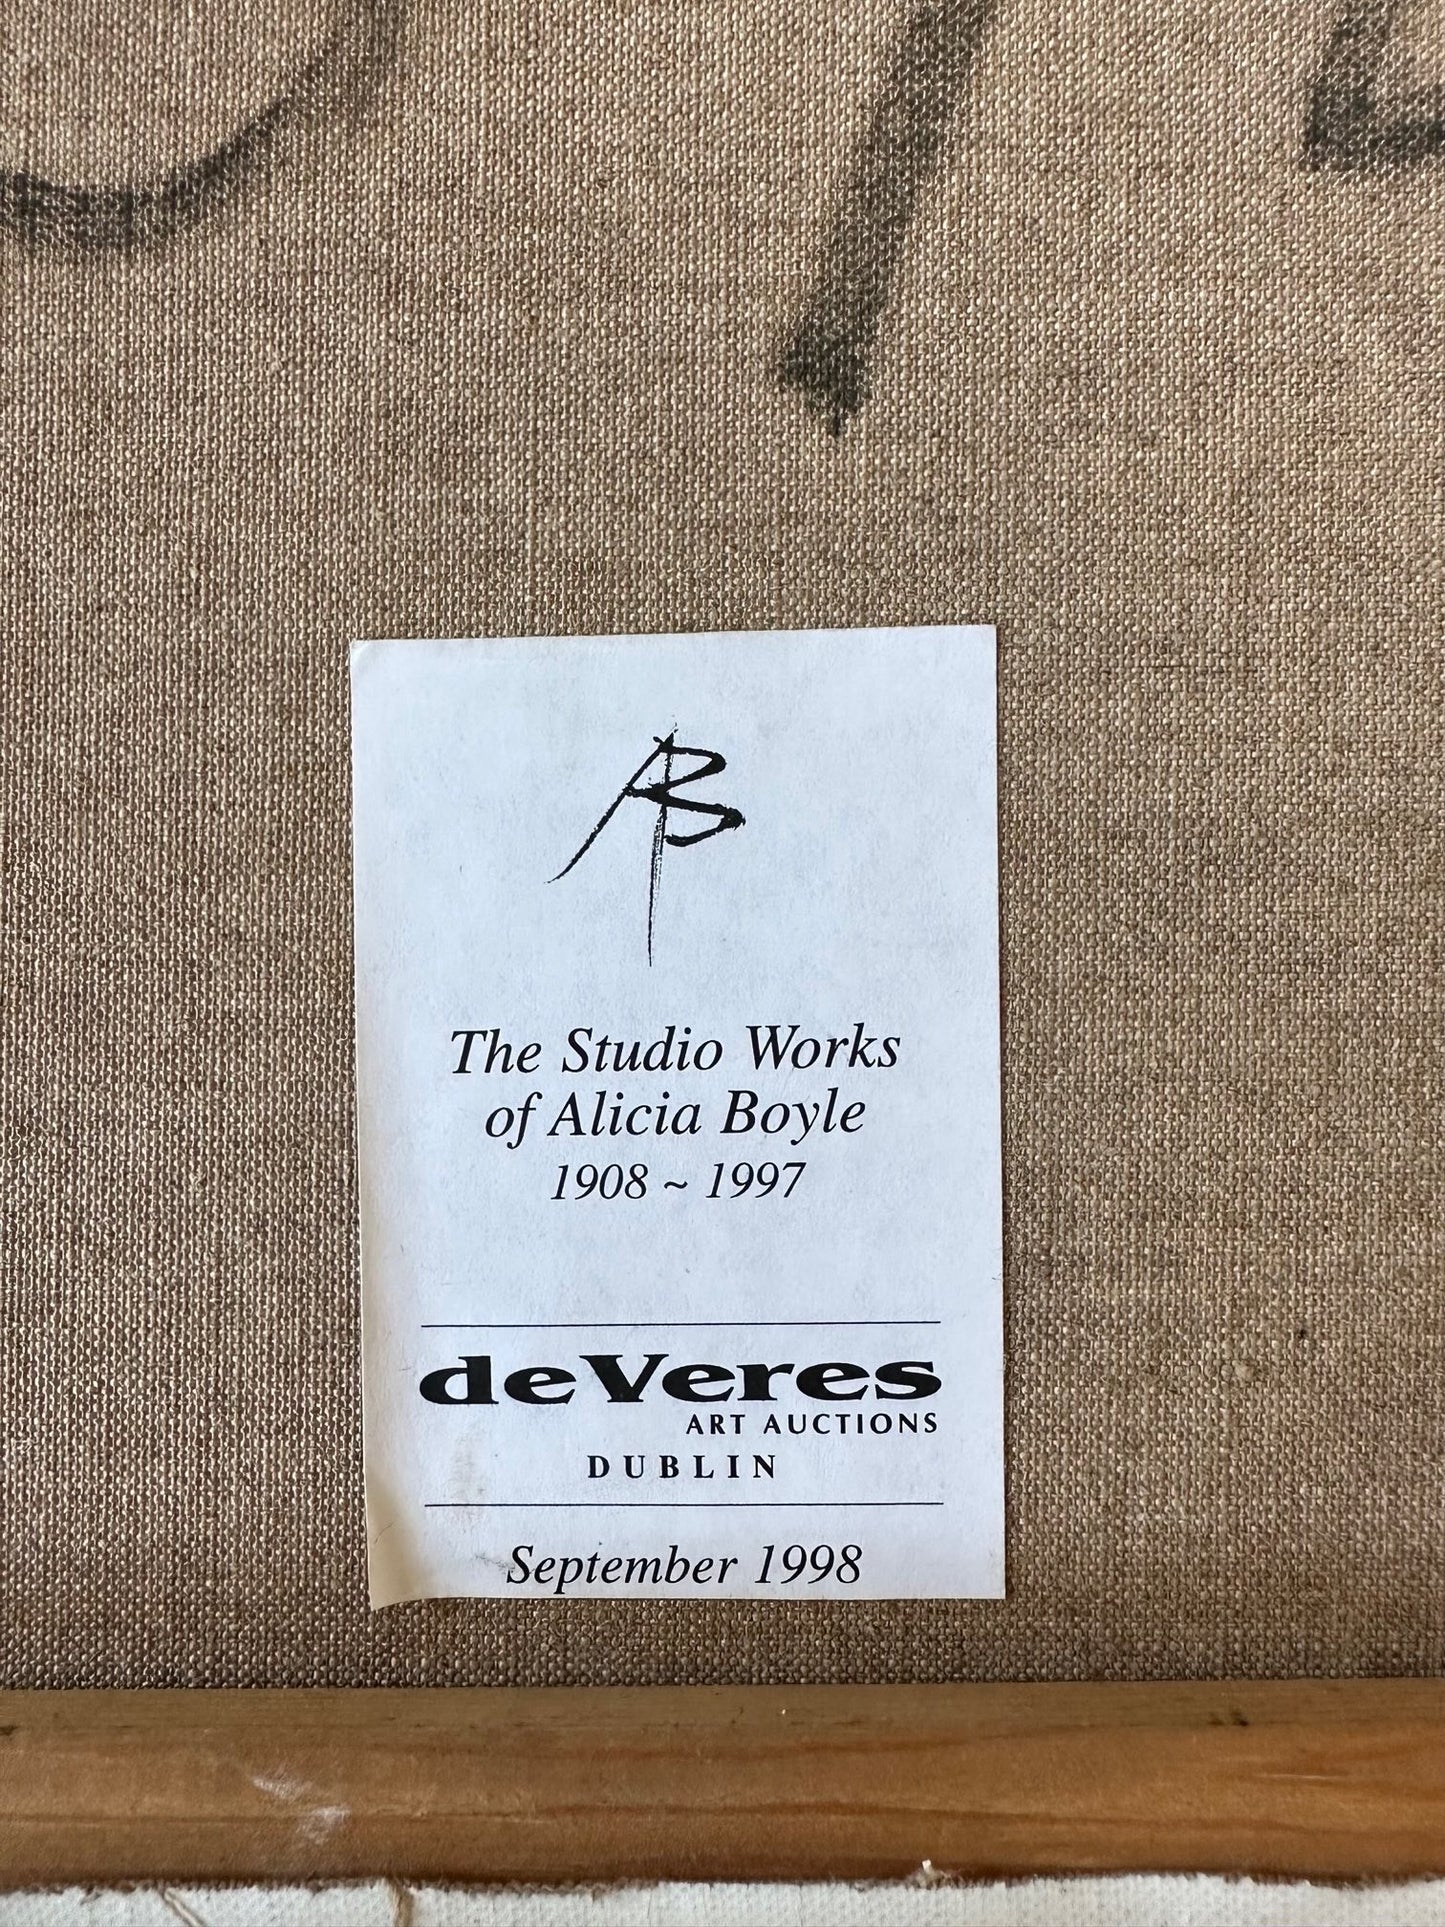 AB
The Studio Works
of Alicia Boyle
1908 ~ 1997
deVeres
ART AUCTIONS
DUBLIN
September 1998